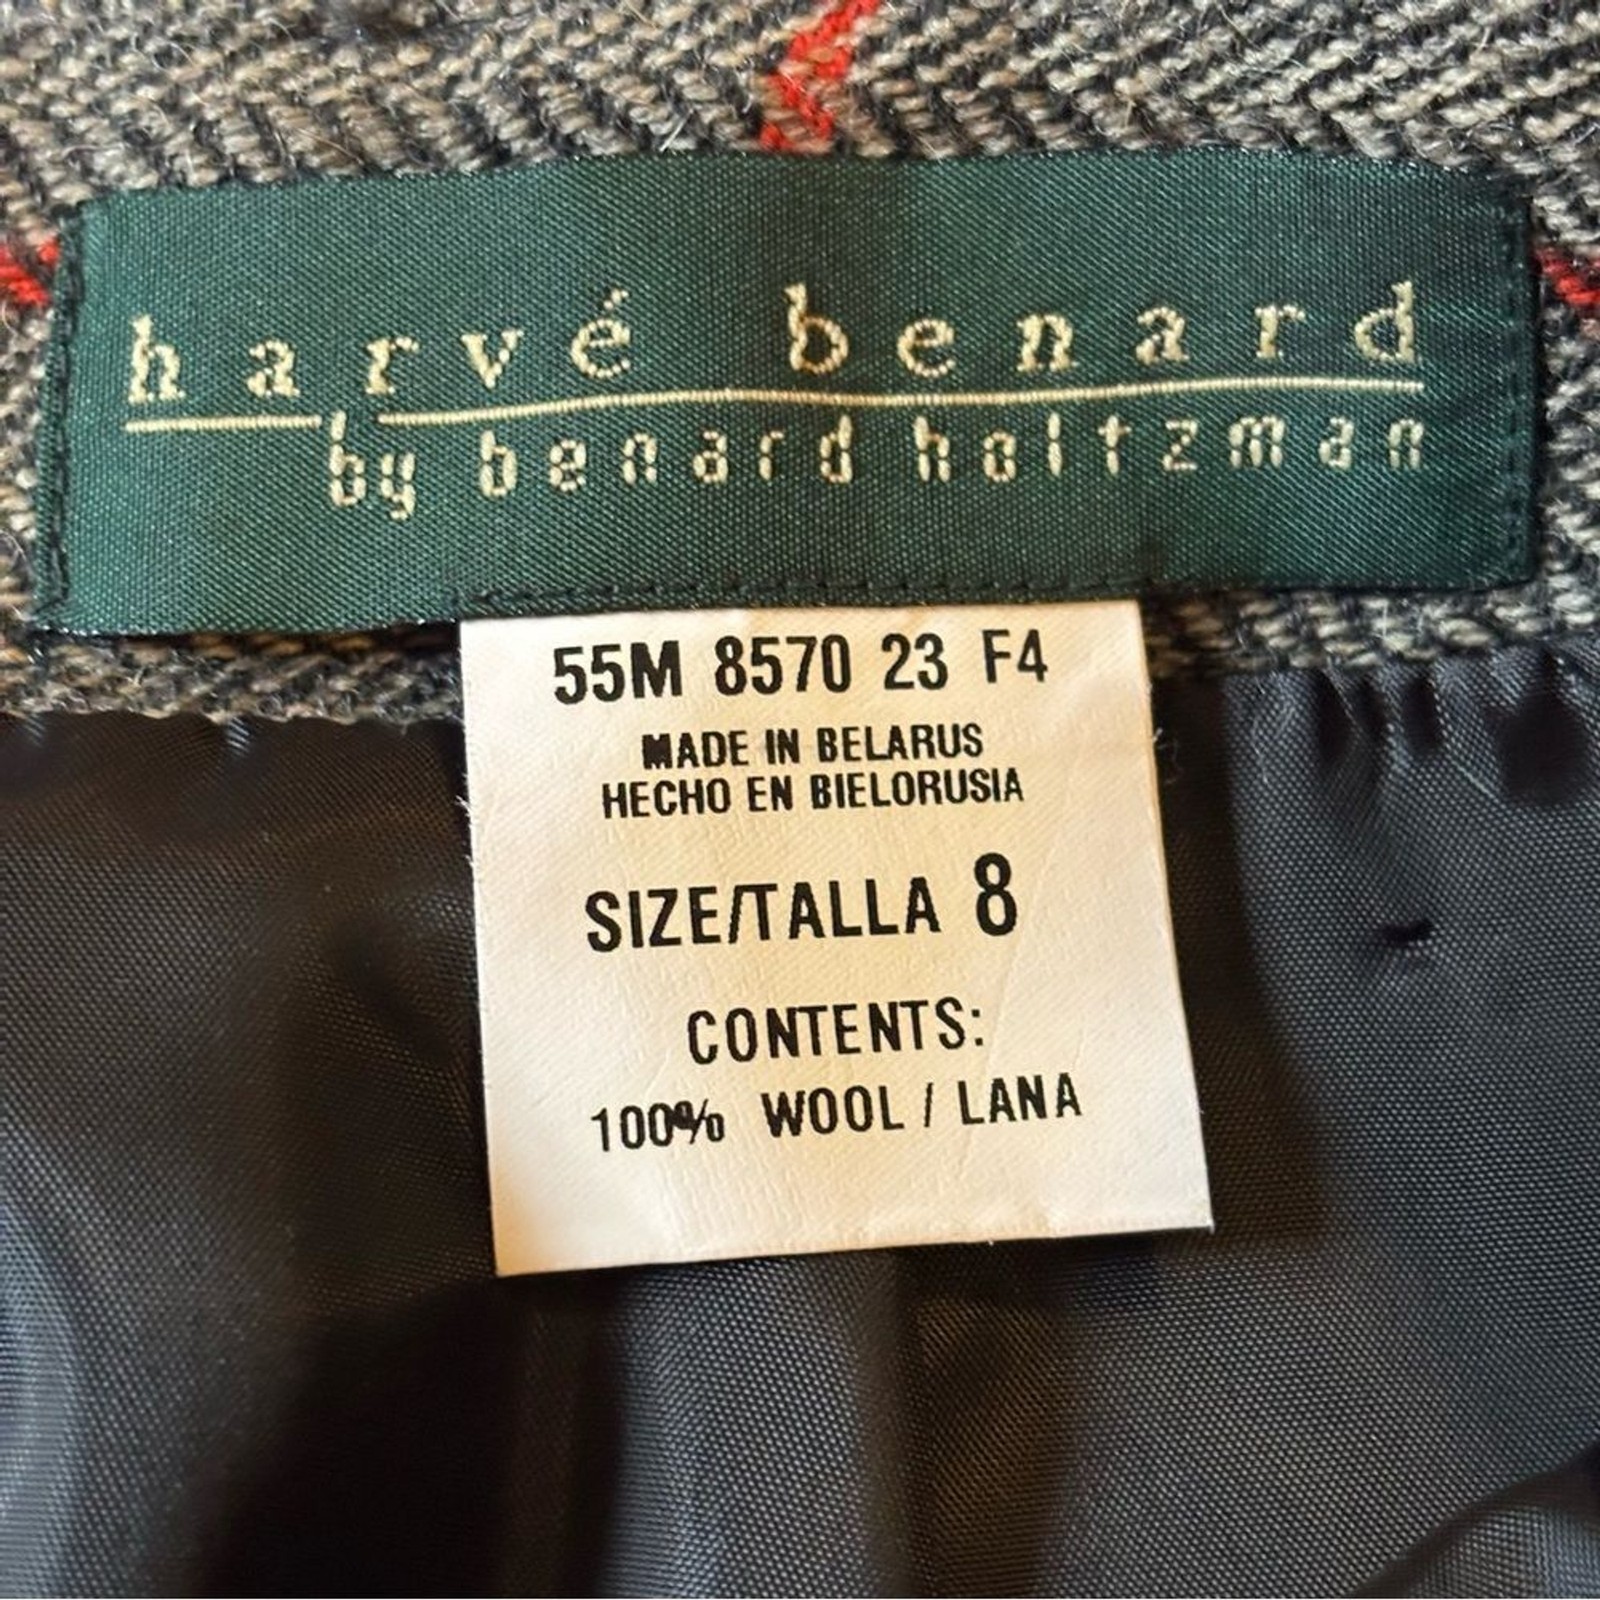 harvé benard
by benard holtzman
55M 8570 23 F4
MADE IN BELARUS
HECHO EN BIELORUSIA
SIZE/TALLA 8
CONTENTS:
100% WOOL / LANA